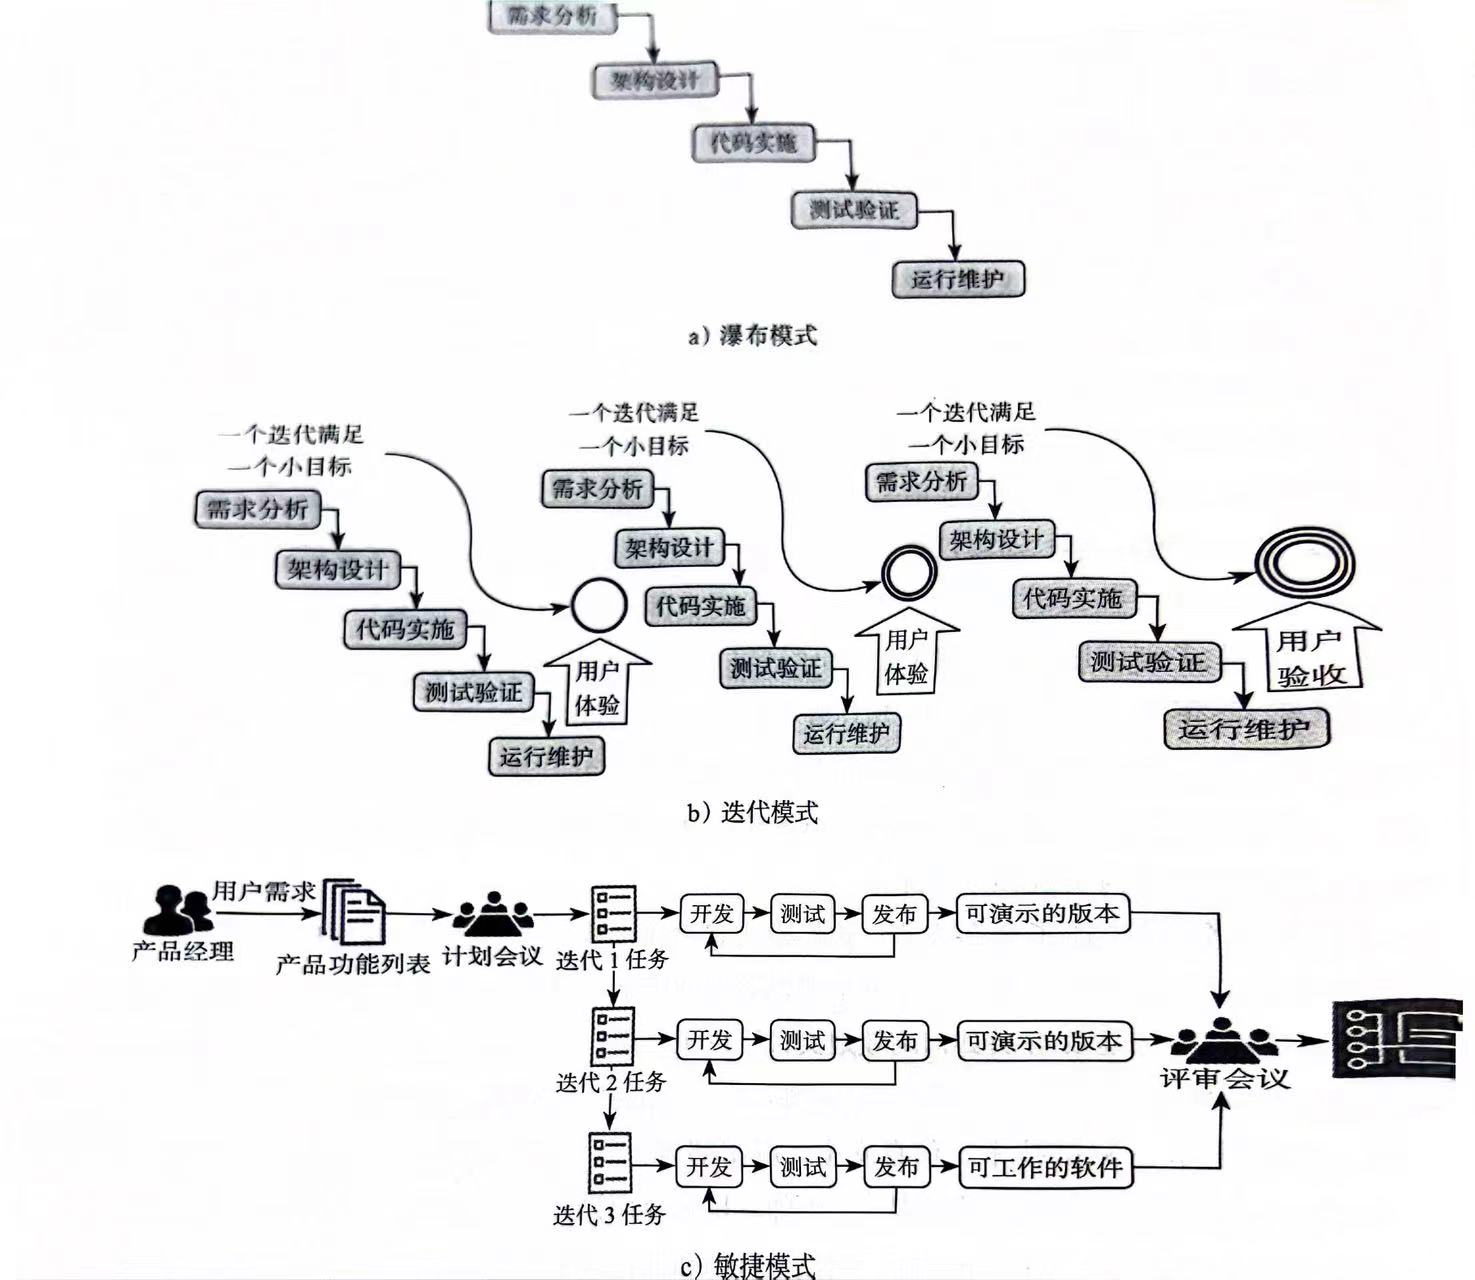 需求分析
架构设计
代码实施
测试验证
运行维护
a）瀑布模式
一个迭代满足
一个小目标
需求分析
架构设计
代码实施
测试验证
运行维护
用户
体验
一个迭代满足
一个小目标
需求分析
架构设计
代码实施
测试验证
运行维护
用户
体验
一个迭代满足
一个小目标
需求分析
架构设计
代码实施
测试验证
运行维护
用户
验收
b）迭代模式
产品经理
用户需求
产品功能列表
计划会议
迭代1任务
开发
测试
发布
可演示的版本
迭代2任务
开发
测试
发布
可演示的版本
评审会议
迭代3任务
开发
测试
发布
可工作的软件
c）敏捷模式